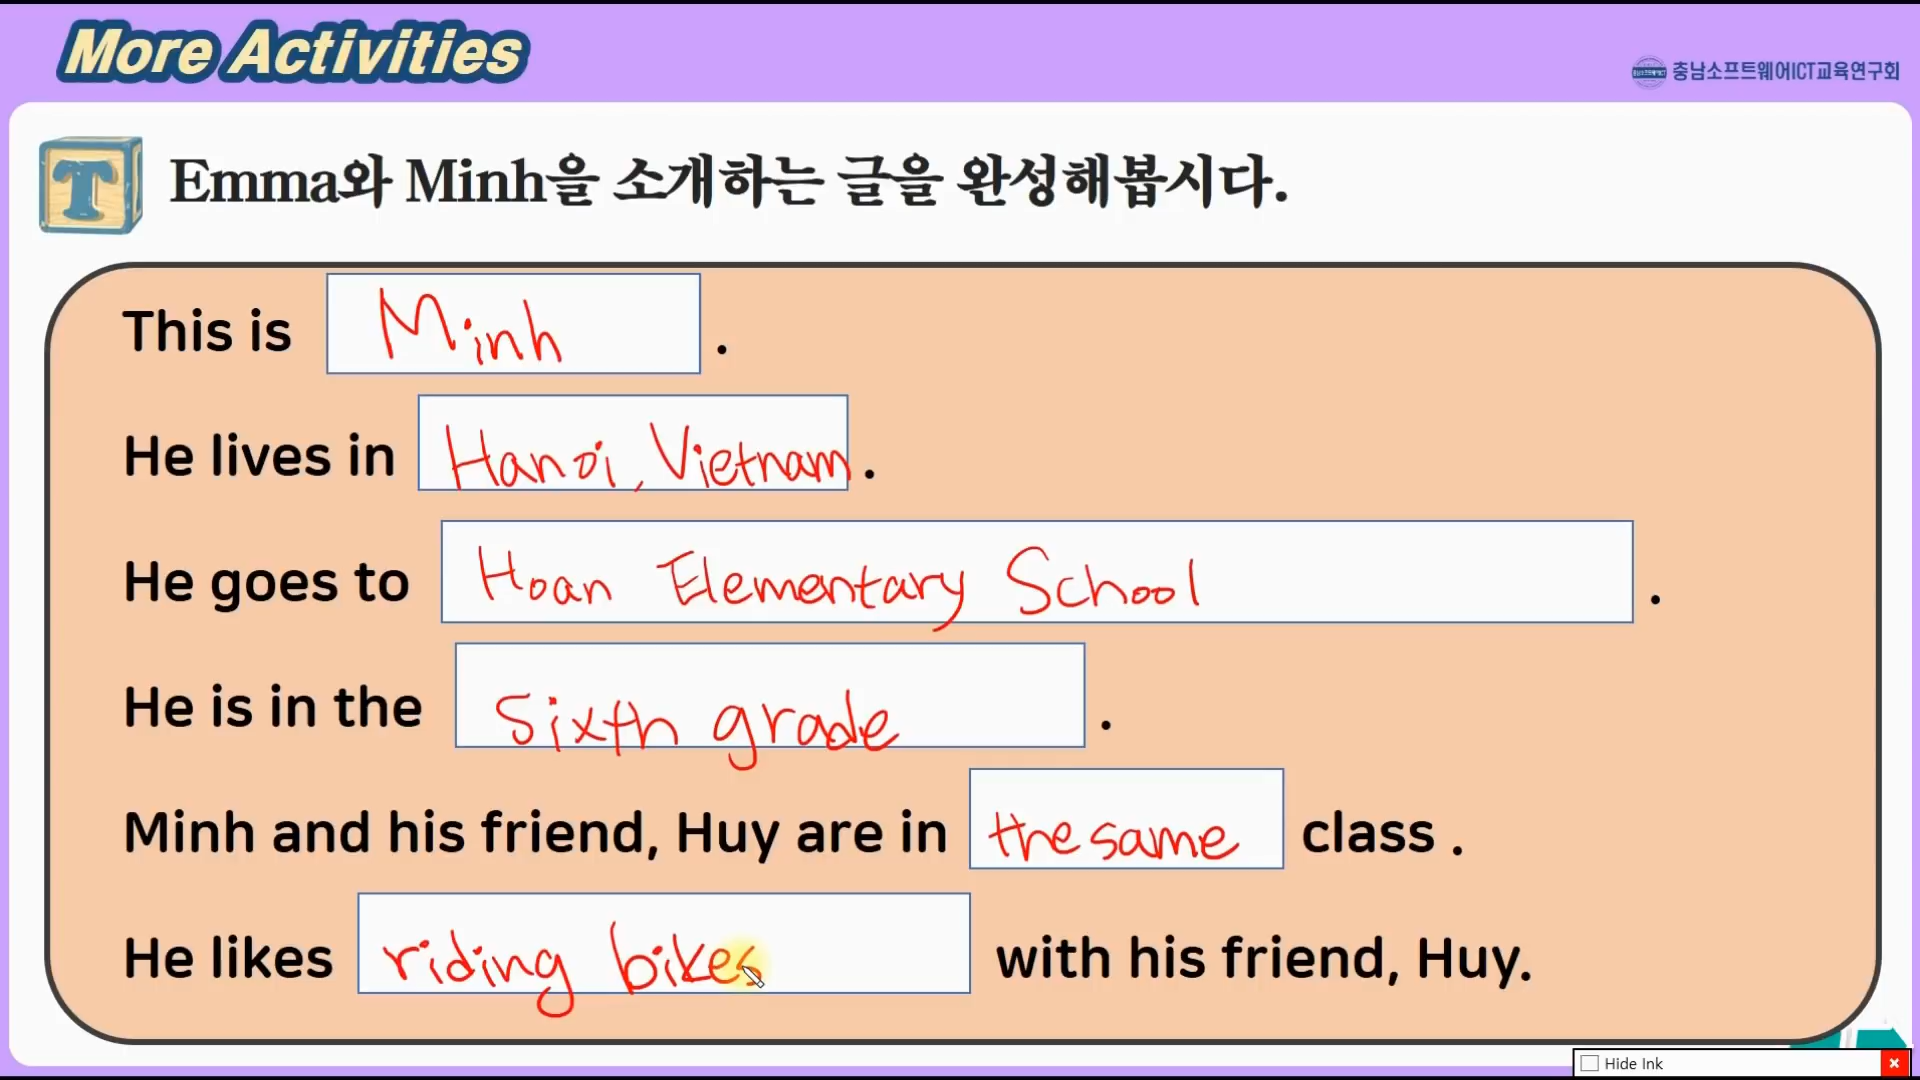 More Activities
충남소프트웨어ICT교육연구회
T Emma와 Minh을 소개하는 글을 완성해봅시다.
This is Minh .
He lives in Hanoi, Vietnam .
He goes to Hoan Elementary School .
He is in the sixth grade .
Minh and his friend, Huy are in the same class .
He likes riding bikes with his friend, Huy.
Hide Ink